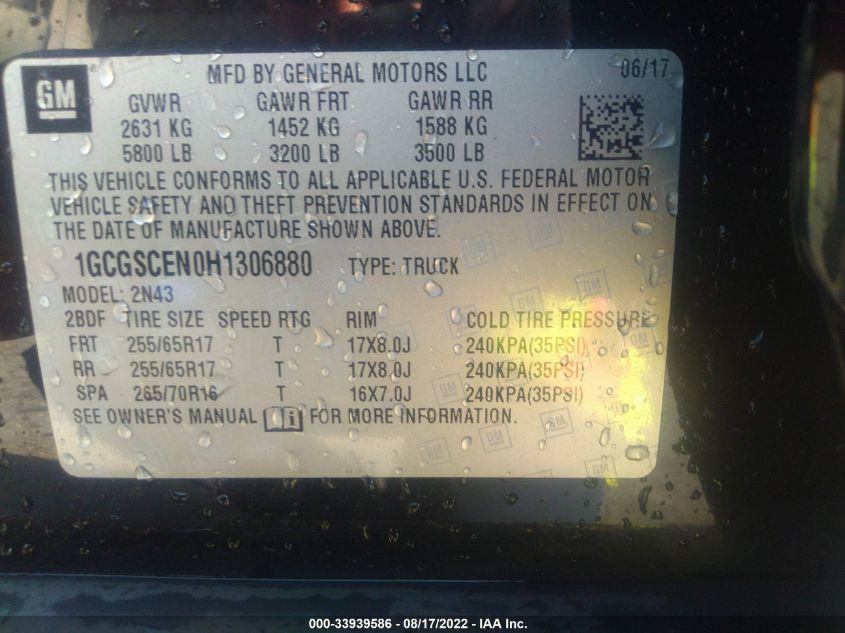 GM
MFD BY GENERAL MOTORS LLC 06/17
GVWR GAWR FRT GAWR RR
2631 KG 1452 KG 1588 KG
5800 LB 3200 LB 3500 LB
THIS VEHICLE CONFORMS TO ALL APPLICABLE U.S. FEDERAL MOTOR
VEHICLE SAFETY AND THEFT PREVENTION STANDARDS IN EFFECT ON
THE DATE OF MANUFACTURE SHOWN ABOVE.
1GCGSCEN0H1306880 TYPE: TRUCK
MODEL: 2N43
2BDF TIRE SIZE SPEED RTG RIM COLD TIRE PRESSURE
FRT 255/65R17 T 17X8.0J 240KPA(35PSI)
RR 255/65R17 T 17X8.0J 240KPA(35PSI)
SPA 265/70R16 T 16X7.0J 240KPA(35PSI)
SEE OWNER'S MANUAL i FOR MORE INFORMATION.
000-33939586 - 08/17/2022 - IAA Inc.